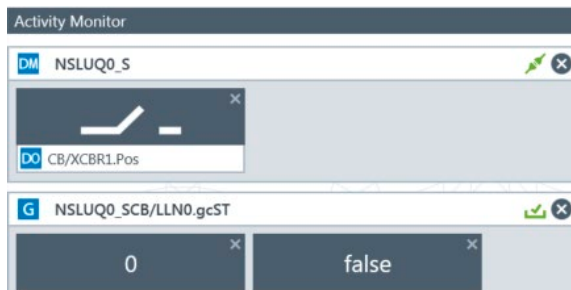 Activity Monitor
DM NSLUQ0_S
DO CB/XCBR1.Pos
G NSLUQ0_SCB/LLN0.gcST
0 false